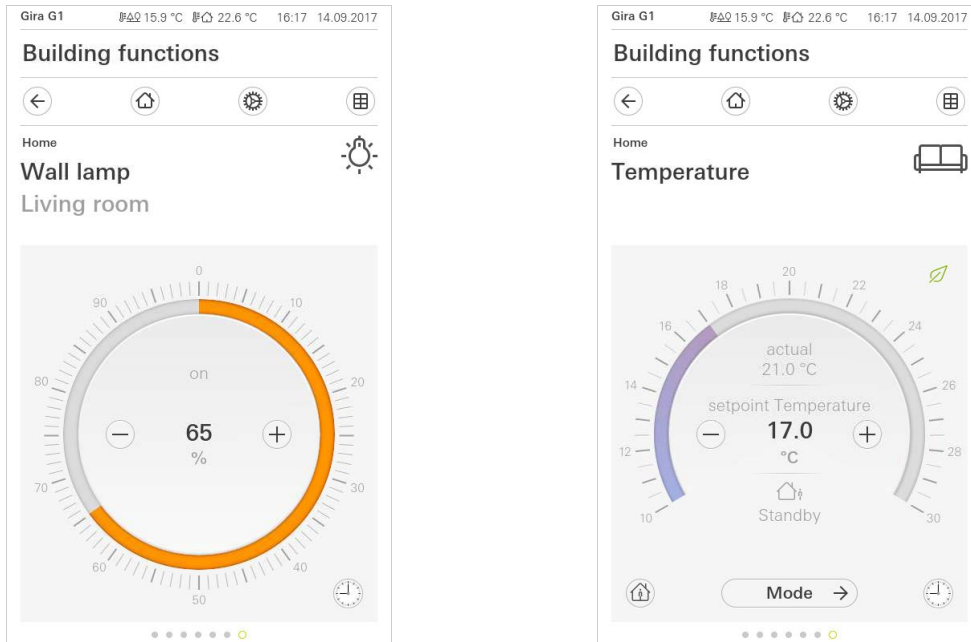 Gira G1 15.9 °C 22.6 °C 16:17 14.09.2017
Building functions
Home
Wall lamp
Living room
0
90 10
on
80 20
65
%
70 30
60 40
50
Gira G1 15.9 °C 22.6 °C 16:17 14.09.2017
Building functions
Home
Temperature
20
18 22
16 24
actual
21.0 °C
14 26
setpoint Temperature
17.0
12 28
°C
10 30
Standby
Mode